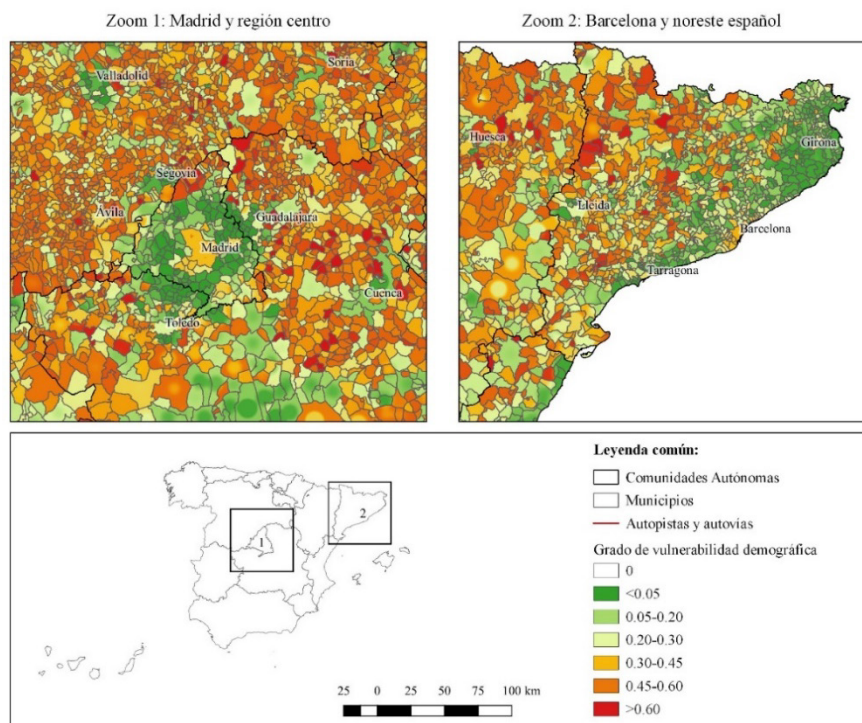 Zoom 1: Madrid y región centro
Zoom 2: Barcelona y noreste español
Valladolid
Soria
Segovia
Ávila
Guadalajara
Madrid
Cuenca
Toledo
Huesca
Girona
Lleida
Barcelona
Tarragona
1
2
Leyenda común:
Comunidades Autónomas
Municipios
Autopistas y autovías
Grado de vulnerabilidad demográfica
0
<0.05
0.05-0.20
0.20-0.30
0.30-0.45
0.45-0.60
>0.60
25 0 25 50 75 100 km